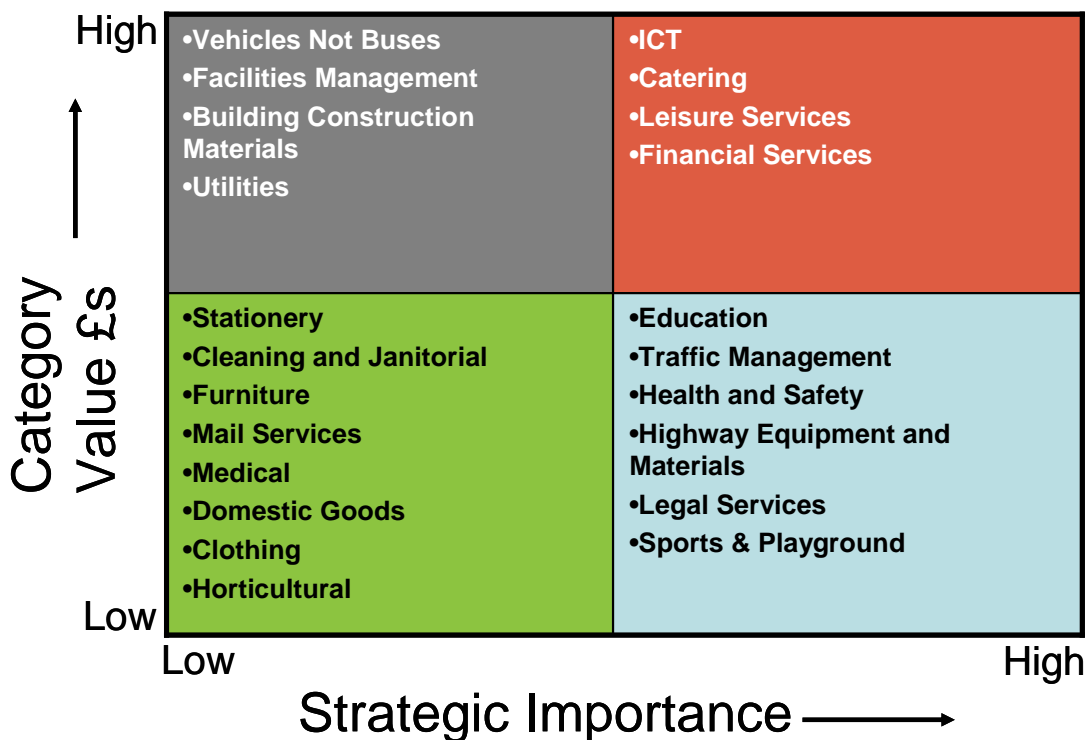 High
•Vehicles Not Buses
•Facilities Management
•Building Construction
Materials
•Utilities
•ICT
•Catering
•Leisure Services
•Financial Services
Category
Value £s
•Stationery
•Cleaning and Janitorial
•Furniture
•Mail Services
•Medical
•Domestic Goods
•Clothing
•Horticultural
•Education
•Traffic Management
•Health and Safety
•Highway Equipment and
Materials
•Legal Services
•Sports & Playground
Low
Low
High
Strategic Importance